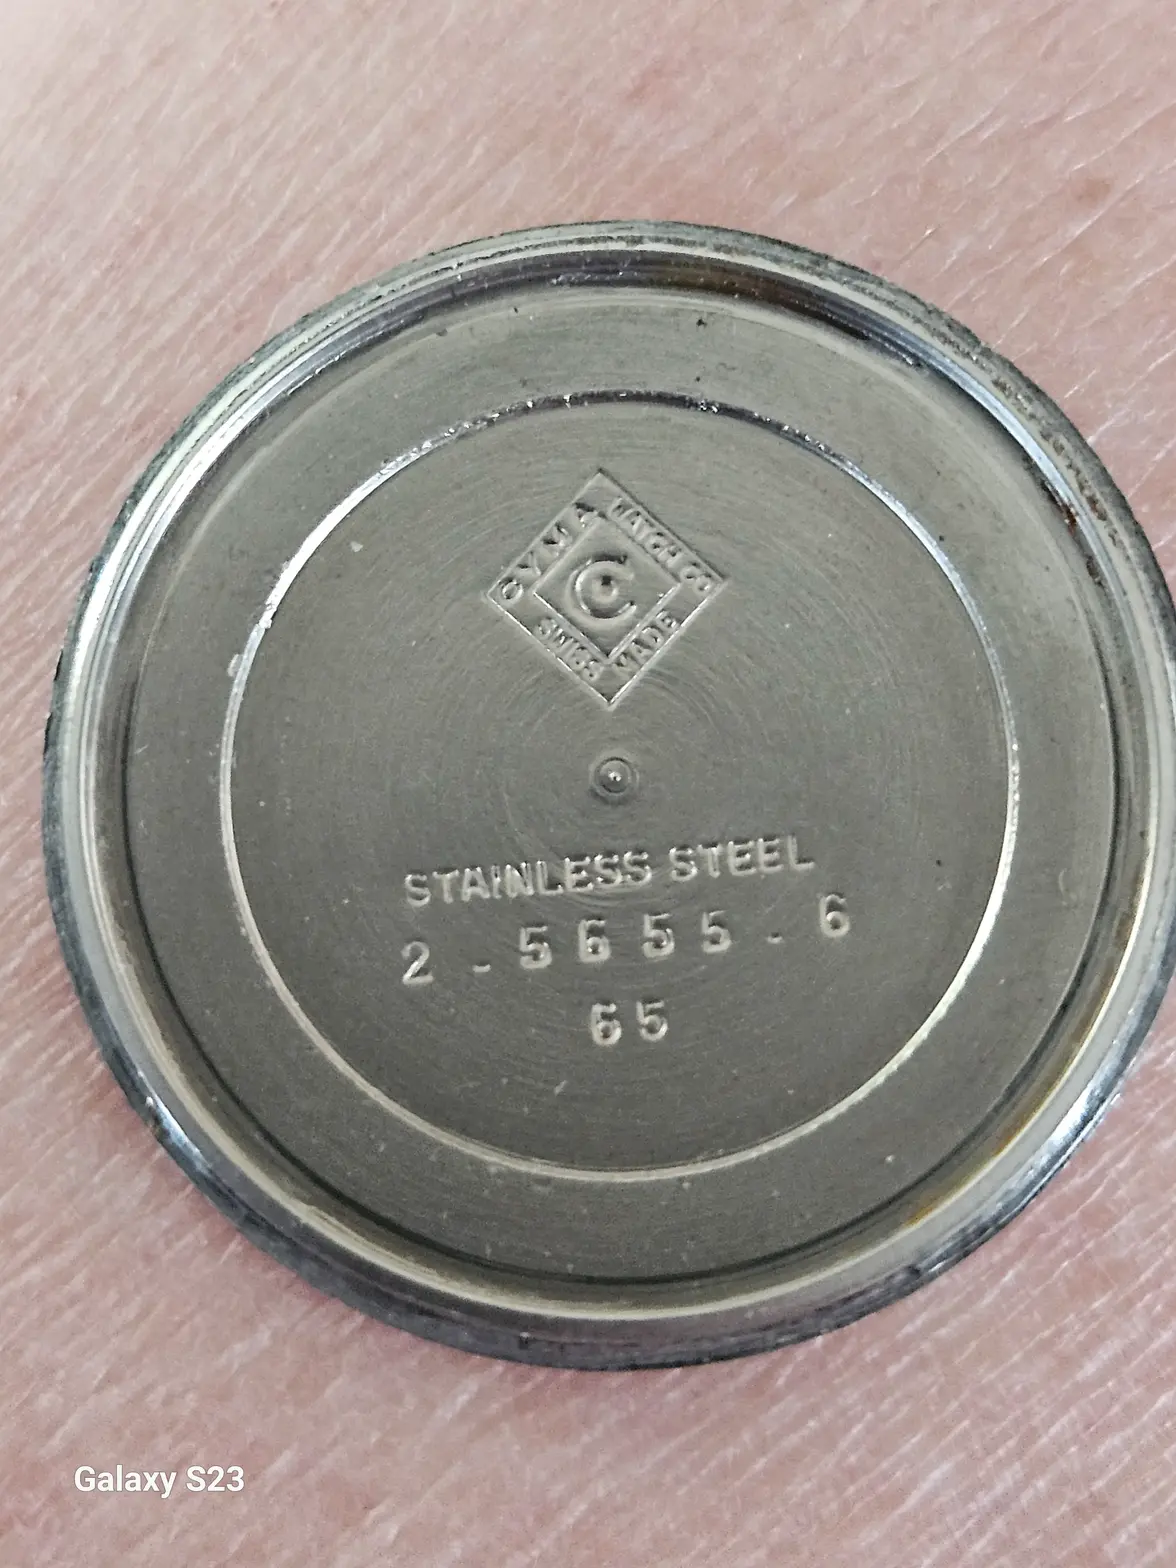 CYMA WATCH CO
C
SWISS MADE
STAINLESS STEEL
2 . 5655 . 6
65
Galaxy S23